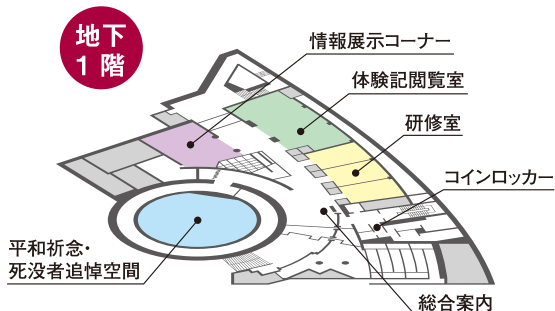 地下
1階
情報展示コーナー
体験記閲覧室
研修室
コインロッカー
平和祈念・
死没者追悼空間
総合案内